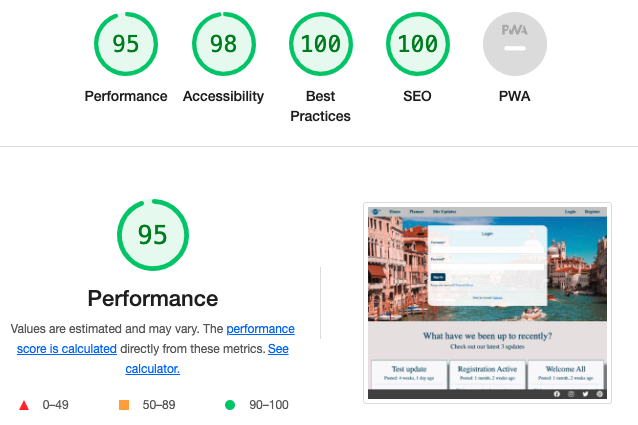 95
98
100
100
PWA
Performance
Accessibility
Best
Practices
SEO
PWA
95
Performance
Values are estimated and may vary. The performance
score is calculated directly from these metrics. See
calculator.
0–49
50–89
90–100
Home
Planner
Site Updates
Login
Register
Login
Username*
Password*
Sign In
What have we been up to recently?
Check out our latest 3 updates
Test update
Posted: 4 weeks, 1 day ago
Registration Active
Posted: 1 month, 2 weeks ago
Welcome All
Posted: 1 month, 2 weeks ago